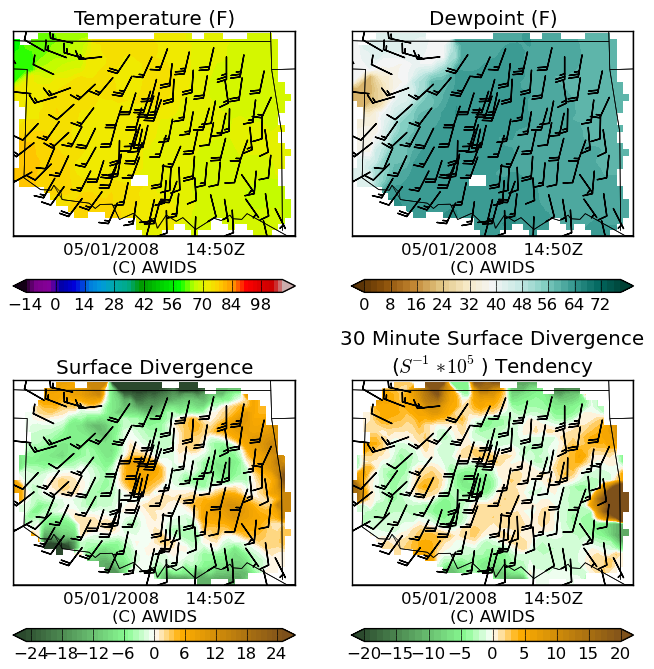 Temperature (F)
Dewpoint (F)
05/01/2008 14:50Z
(C) AWIDS
−14 0 14 28 42 56 70 84 98
05/01/2008 14:50Z
(C) AWIDS
0 8 16 24 32 40 48 56 64 72
Surface Divergence
30 Minute Surface Divergence
(S⁻¹ *10⁵ ) Tendency
05/01/2008 14:50Z
(C) AWIDS
−24 −18 −12 −6 0 6 12 18 24
05/01/2008 14:50Z
(C) AWIDS
−20 −15 −10 −5 0 5 10 15 20